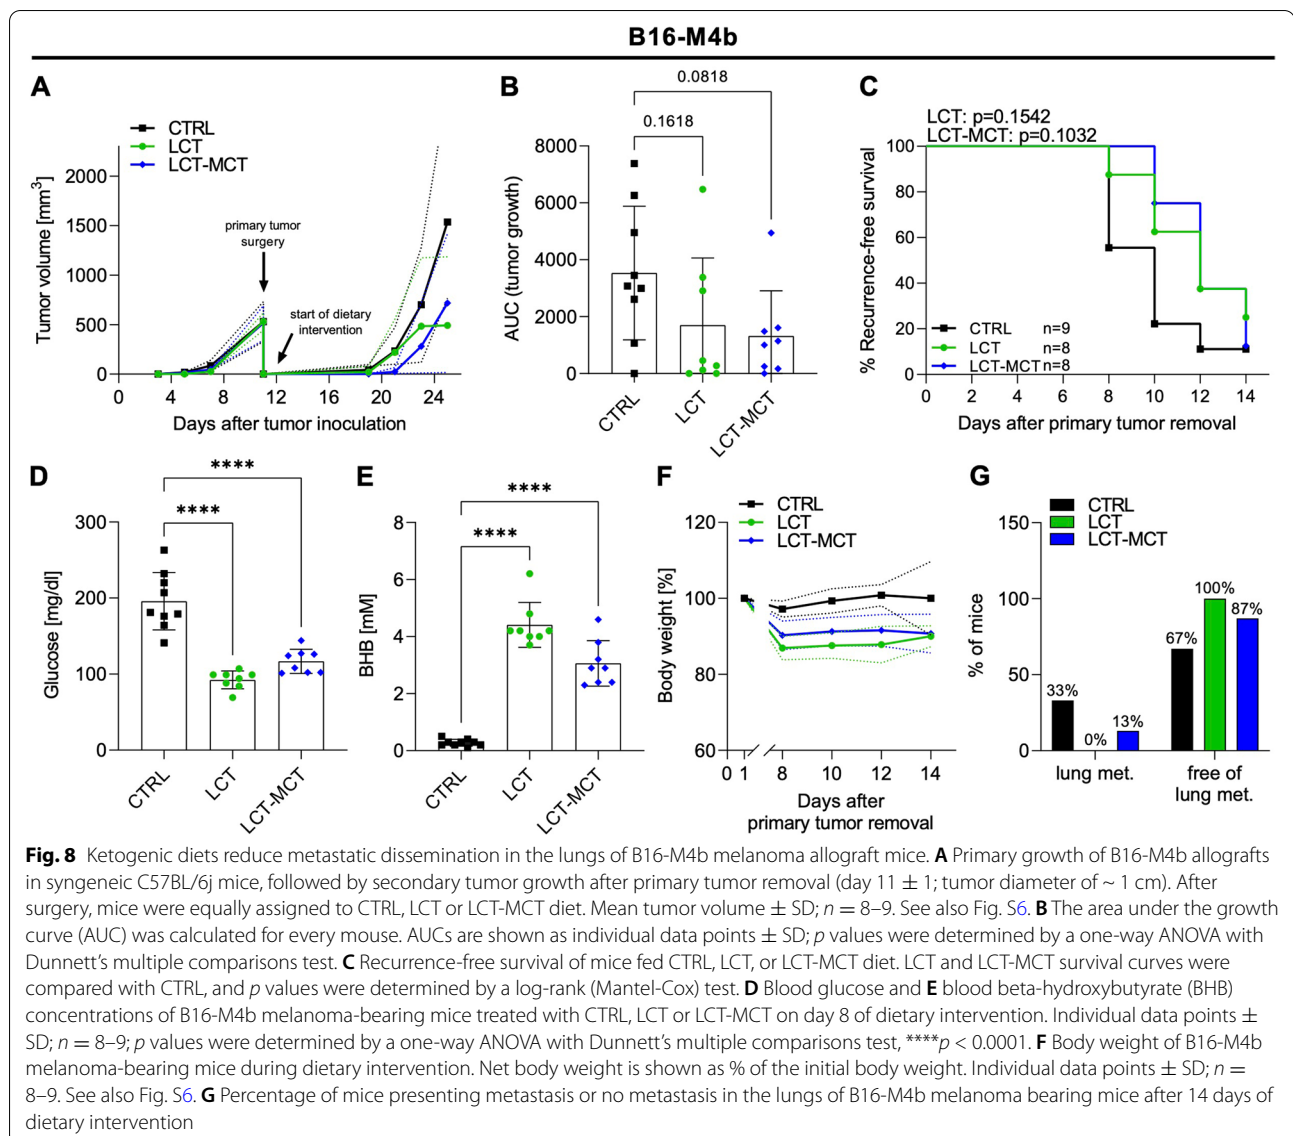 B16-M4b
A
CTRL
LCT
LCT-MCT
Tumor volume [mm³]
2000
1500
1000
500
0
primary tumor
surgery
start of dietary
intervention
0 4 8 12 16 20 24
Days after tumor inoculation
B
0.0818
0.1618
AUC (tumor growth)
8000
6000
4000
2000
0
CTRL
LCT
LCT-MCT
C
LCT: p=0.1542
LCT-MCT: p=0.1032
% Recurrence-free survival
100
80
60
40
20
0
CTRL n=9
LCT n=8
LCT-MCT n=8
0 2 4 6 8 10 12 14
Days after primary tumor removal
D
****
****
Glucose [mg/dl]
300
200
100
0
CTRL
LCT
LCT-MCT
E
****
****
BHB [mM]
8
6
4
2
0
CTRL
LCT
LCT-MCT
F
CTRL
LCT
LCT-MCT
Body weight [%]
120
100
80
60
0 1 8 10 12 14
Days after
primary tumor removal
G
CTRL
LCT
LCT-MCT
% of mice
150
100
50
0
33%
0%
13%
67%
100%
87%
lung met.
free of
lung met.
Fig. 8 Ketogenic diets reduce metastatic dissemination in the lungs of B16-M4b melanoma allograft mice. A Primary growth of B16-M4b allografts
in syngeneic C57BL/6j mice, followed by secondary tumor growth after primary tumor removal (day 11 ± 1; tumor diameter of ~ 1 cm). After
surgery, mice were equally assigned to CTRL, LCT or LCT-MCT diet. Mean tumor volume ± SD; n = 8–9. See also Fig. S6. B The area under the growth
curve (AUC) was calculated for every mouse. AUCs are shown as individual data points ± SD; p values were determined by a one-way ANOVA with
Dunnett's multiple comparisons test. C Recurrence-free survival of mice fed CTRL, LCT, or LCT-MCT diet. LCT and LCT-MCT survival curves were
compared with CTRL, and p values were determined by a log-rank (Mantel-Cox) test. D Blood glucose and E blood beta-hydroxybutyrate (BHB)
concentrations of B16-M4b melanoma-bearing mice treated with CTRL, LCT or LCT-MCT on day 8 of dietary intervention. Individual data points ±
SD; n = 8–9; p values were determined by a one-way ANOVA with Dunnett's multiple comparisons test, ****p < 0.0001. F Body weight of B16-M4b
melanoma-bearing mice during dietary intervention. Net body weight is shown as % of the initial body weight. Individual data points ± SD; n =
8–9. See also Fig. S6. G Percentage of mice presenting metastasis or no metastasis in the lungs of B16-M4b melanoma bearing mice after 14 days of
dietary intervention